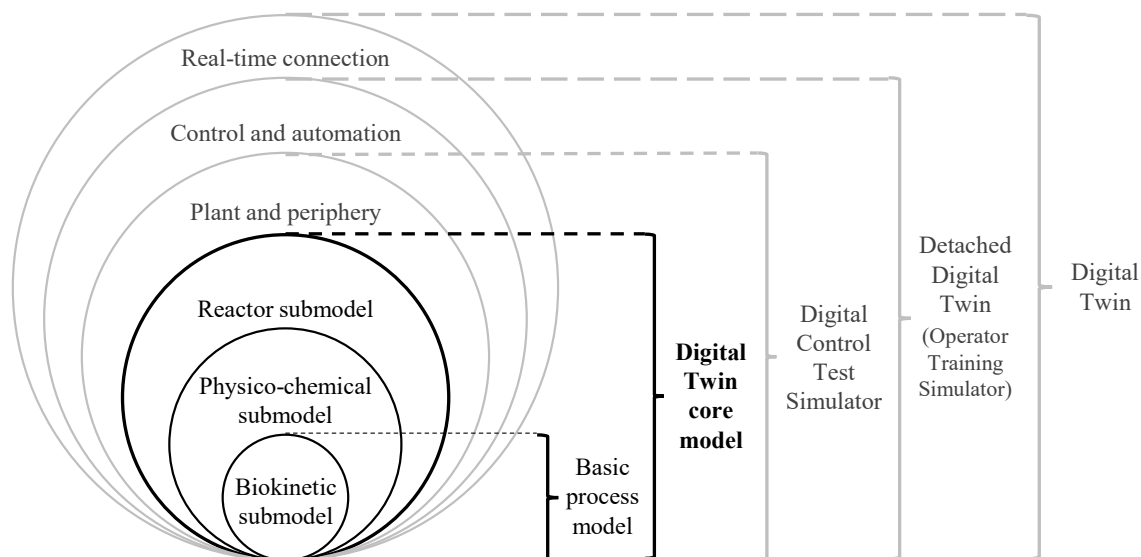 Real-time connection
Control and automation
Plant and periphery
Reactor submodel
Physico-chemical
submodel
Biokinetic
submodel
Basic
process
model
Digital
Twin
core
model
Digital
Control
Test
Simulator
Detached
Digital
Twin
(Operator
Training
Simulator)
Digital
Twin